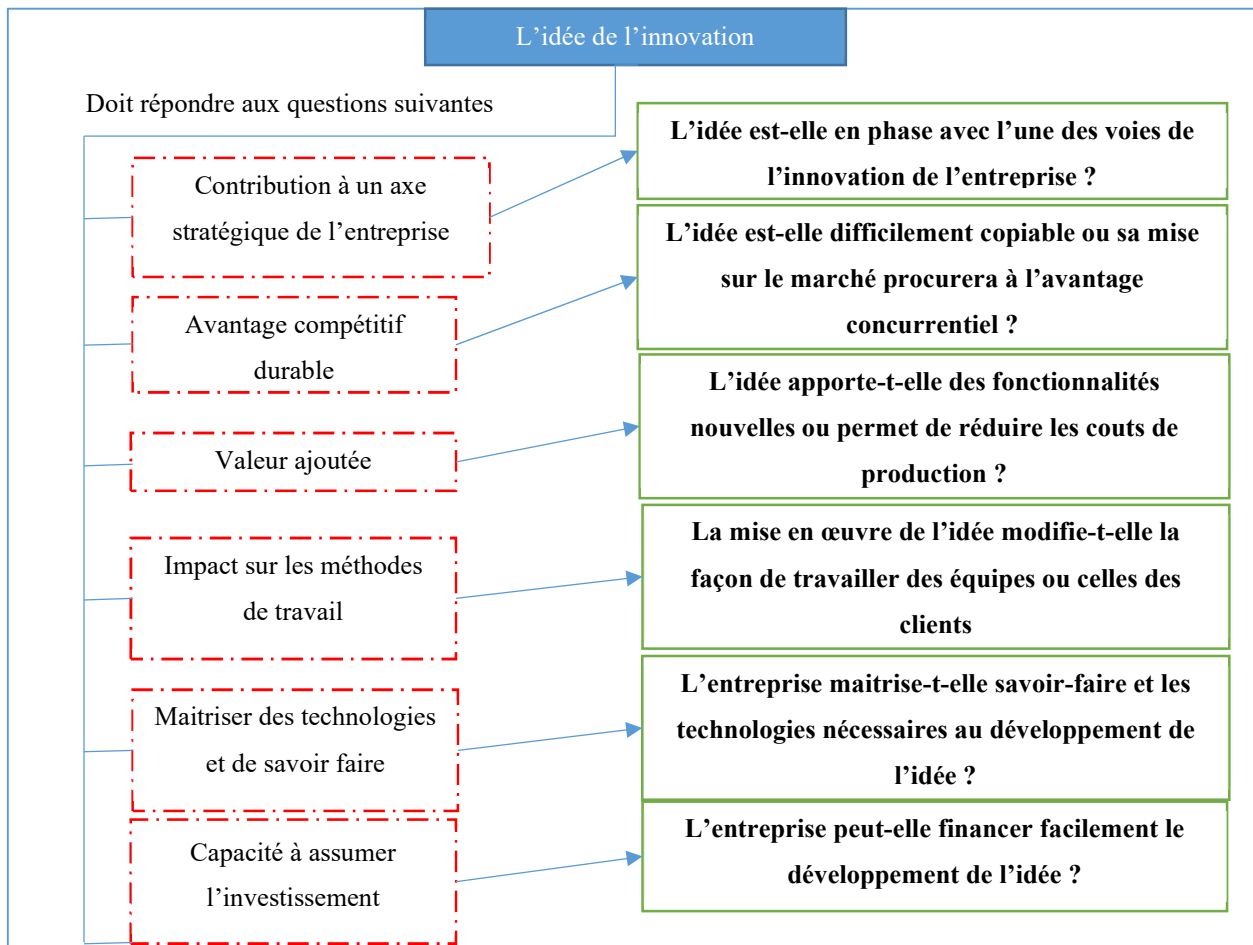 L’idée de l’innovation
Doit répondre aux questions suivantes
Contribution à un axe
stratégique de l’entreprise
L’idée est-elle en phase avec l’une des voies de
l’innovation de l’entreprise ?
Avantage compétitif
durable
L’idée est-elle difficilement copiable ou sa mise
sur le marché procurera à l’avantage
concurrentiel ?
Valeur ajoutée
L’idée apporte-t-elle des fonctionnalités
nouvelles ou permet de réduire les couts de
production ?
Impact sur les méthodes
de travail
La mise en œuvre de l’idée modifie-t-elle la
façon de travailler des équipes ou celles des
clients
Maitriser des technologies
et de savoir faire
L’entreprise maitrise-t-elle savoir-faire et les
technologies nécessaires au développement de
l’idée ?
Capacité à assumer
l’investissement
L’entreprise peut-elle financer facilement le
développement de l’idée ?